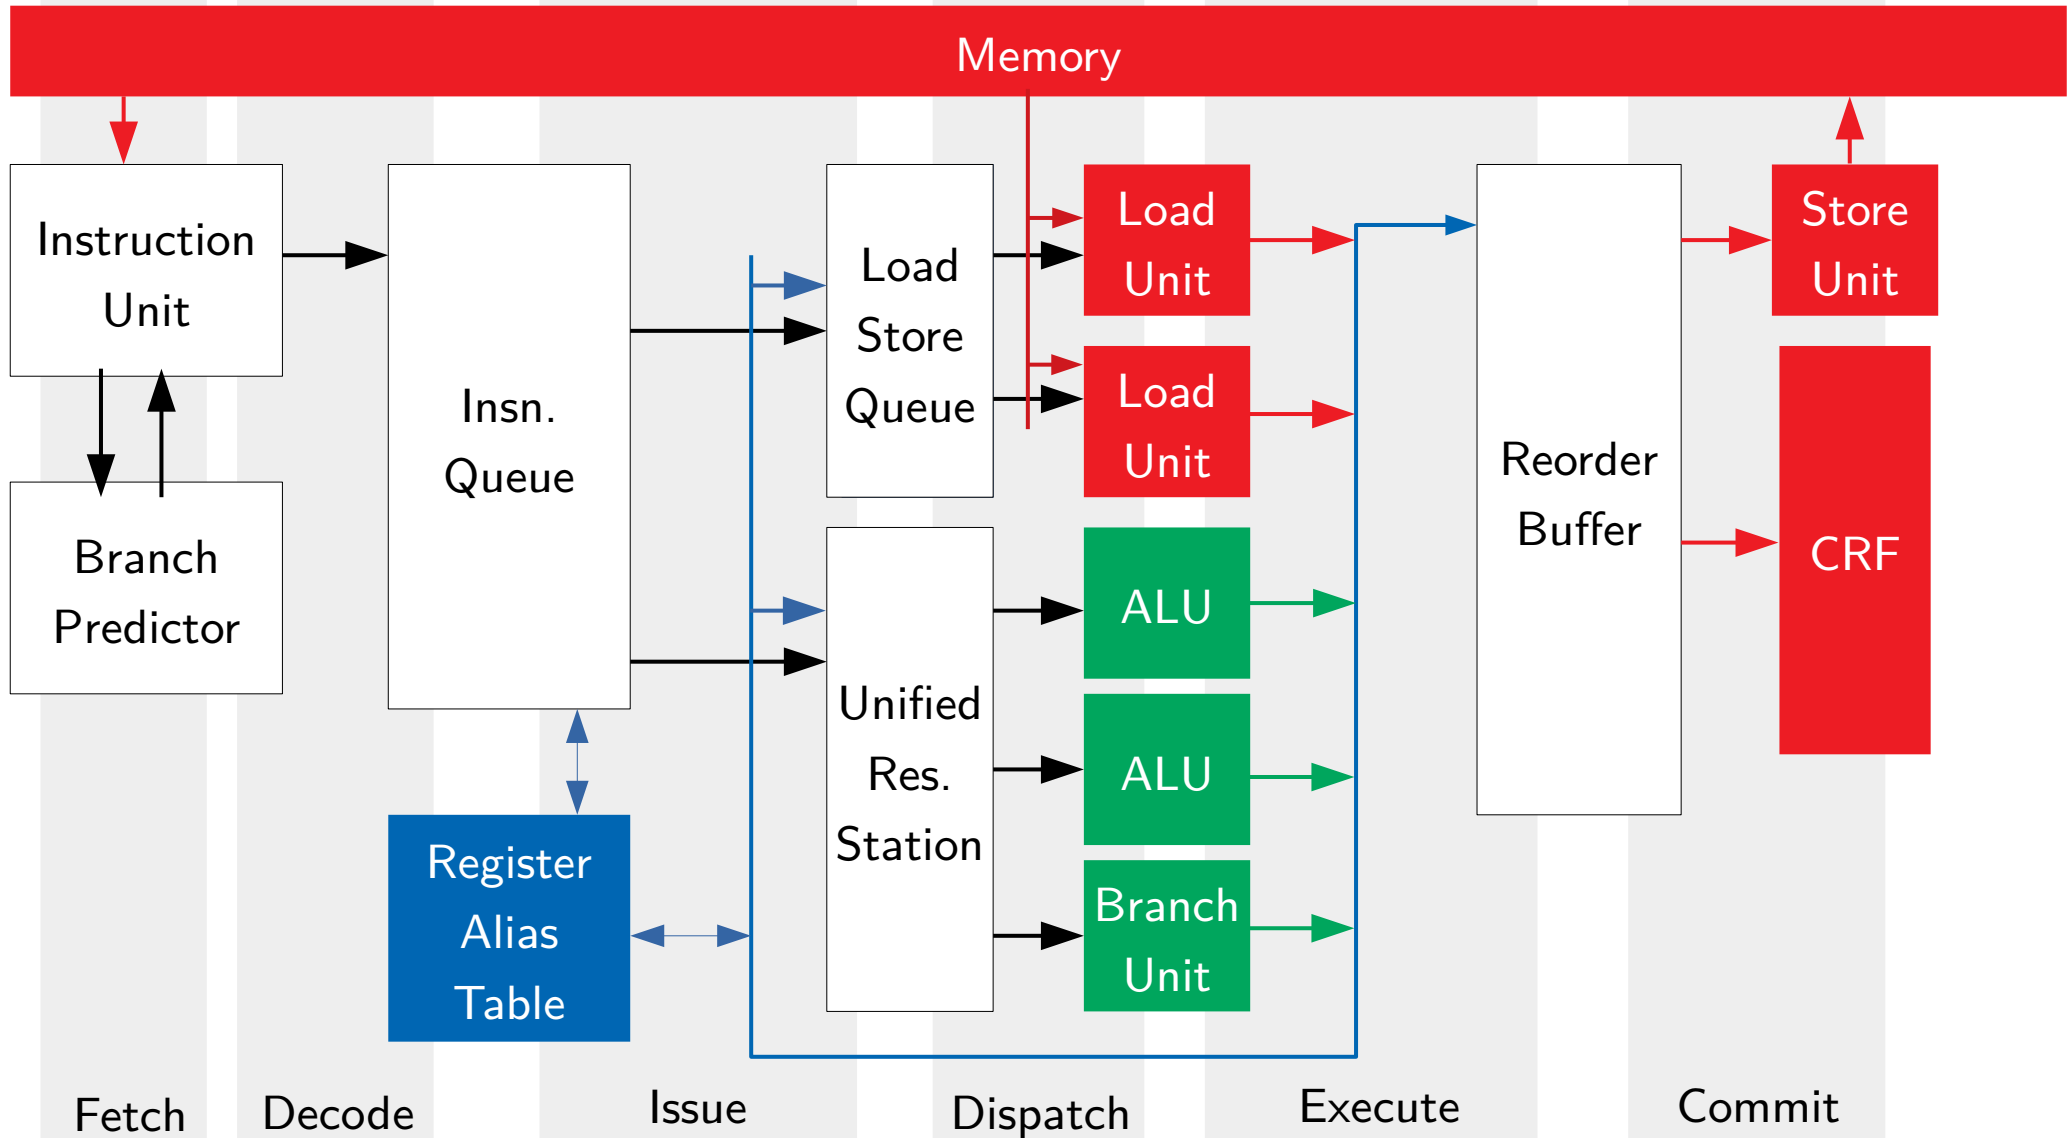 Memory
Instruction
Unit
Branch
Predictor
Insn.
Queue
Register
Alias
Table
Load
Store
Queue
Unified
Res.
Station
Load
Unit
Load
Unit
ALU
ALU
Branch
Unit
Reorder
Buffer
Store
Unit
CRF
Fetch
Decode
Issue
Dispatch
Execute
Commit